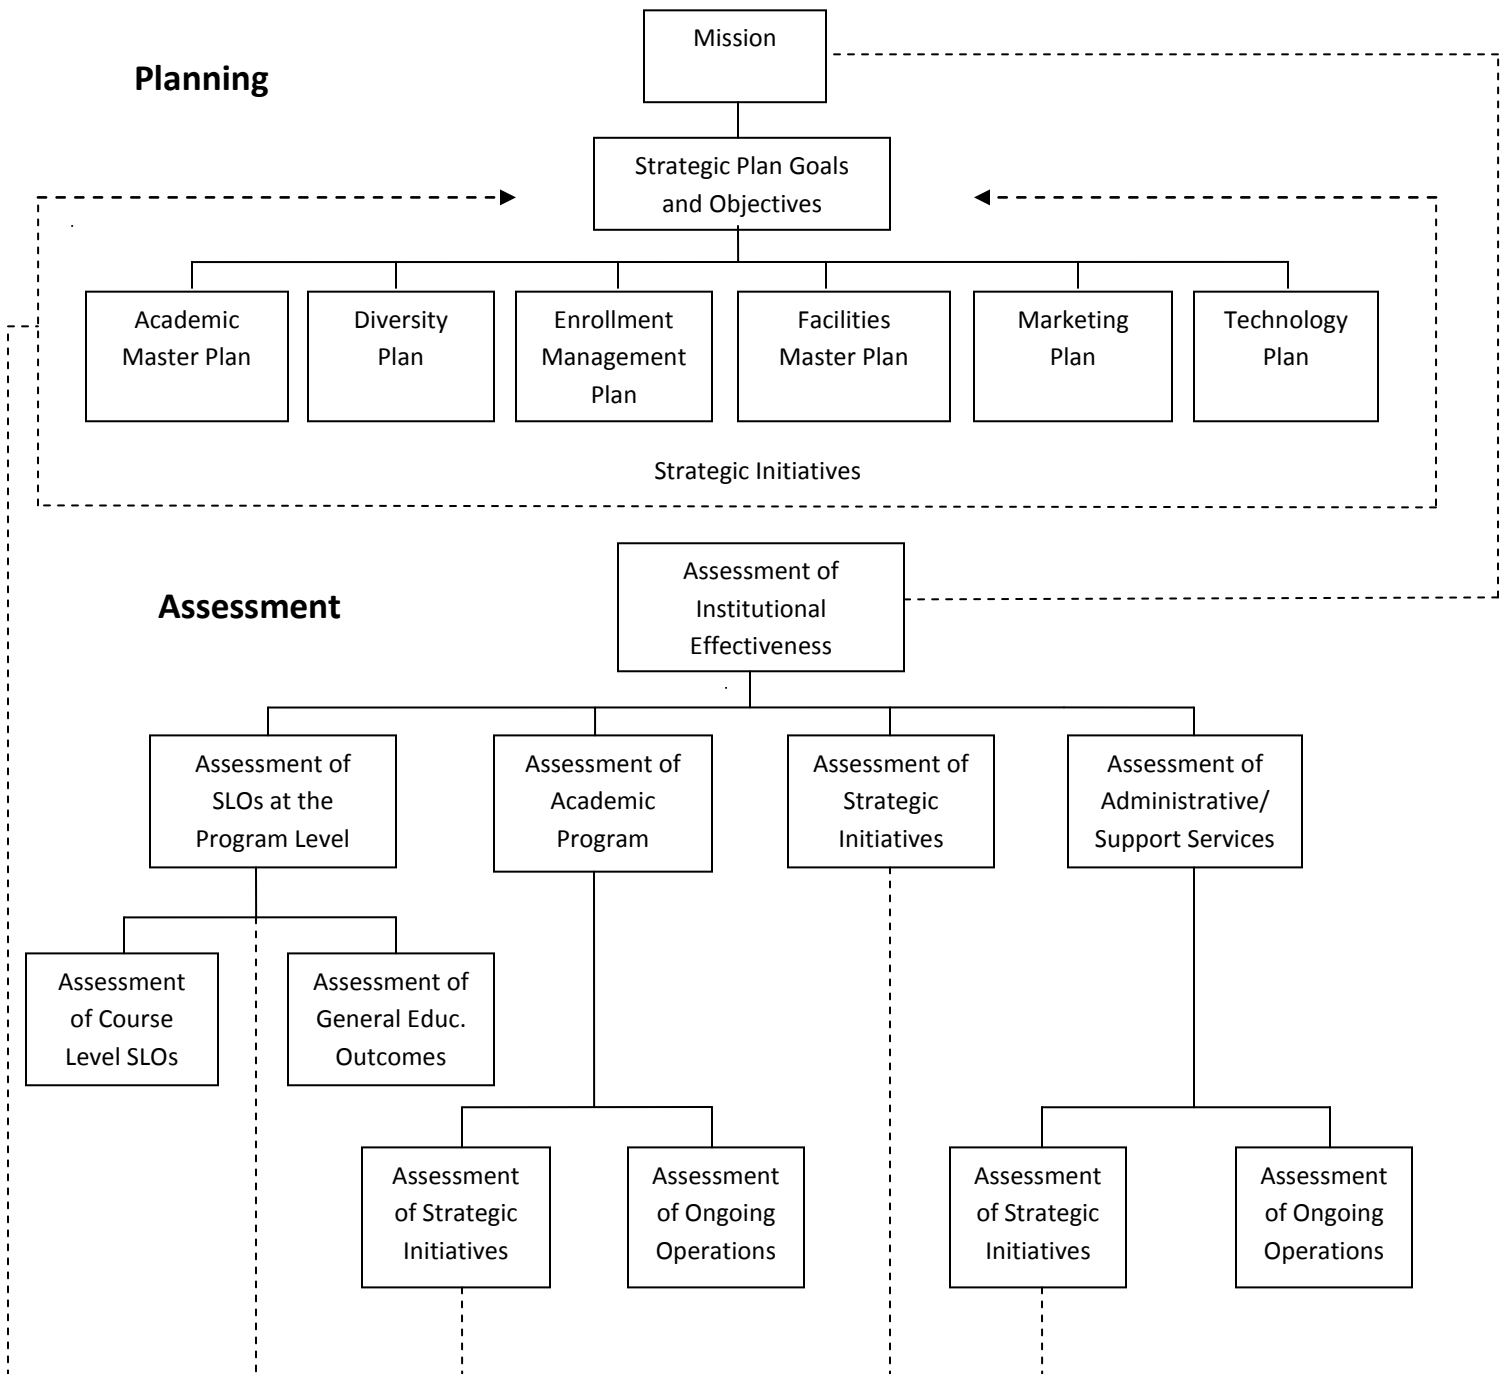 Mission
Planning
Strategic Plan Goals
and Objectives
Academic
Master Plan
Diversity
Plan
Enrollment
Management
Plan
Facilities
Master Plan
Marketing
Plan
Technology
Plan
Strategic Initiatives
Assessment of
Institutional
Effectiveness
Assessment
Assessment of
SLOs at the
Program Level
Assessment of
Academic
Program
Assessment of
Strategic
Initiatives
Assessment of
Administrative/
Support Services
Assessment
of Course
Level SLOs
Assessment of
General Educ.
Outcomes
Assessment
of Strategic
Initiatives
Assessment
of Ongoing
Operations
Assessment
of Strategic
Initiatives
Assessment
of Ongoing
Operations